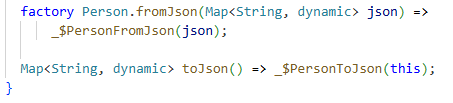 factory Person.fromJson(Map<String, dynamic> json) =>
_$PersonFromJson(json);
Map<String, dynamic> toJson() => _$PersonToJson(this);
}